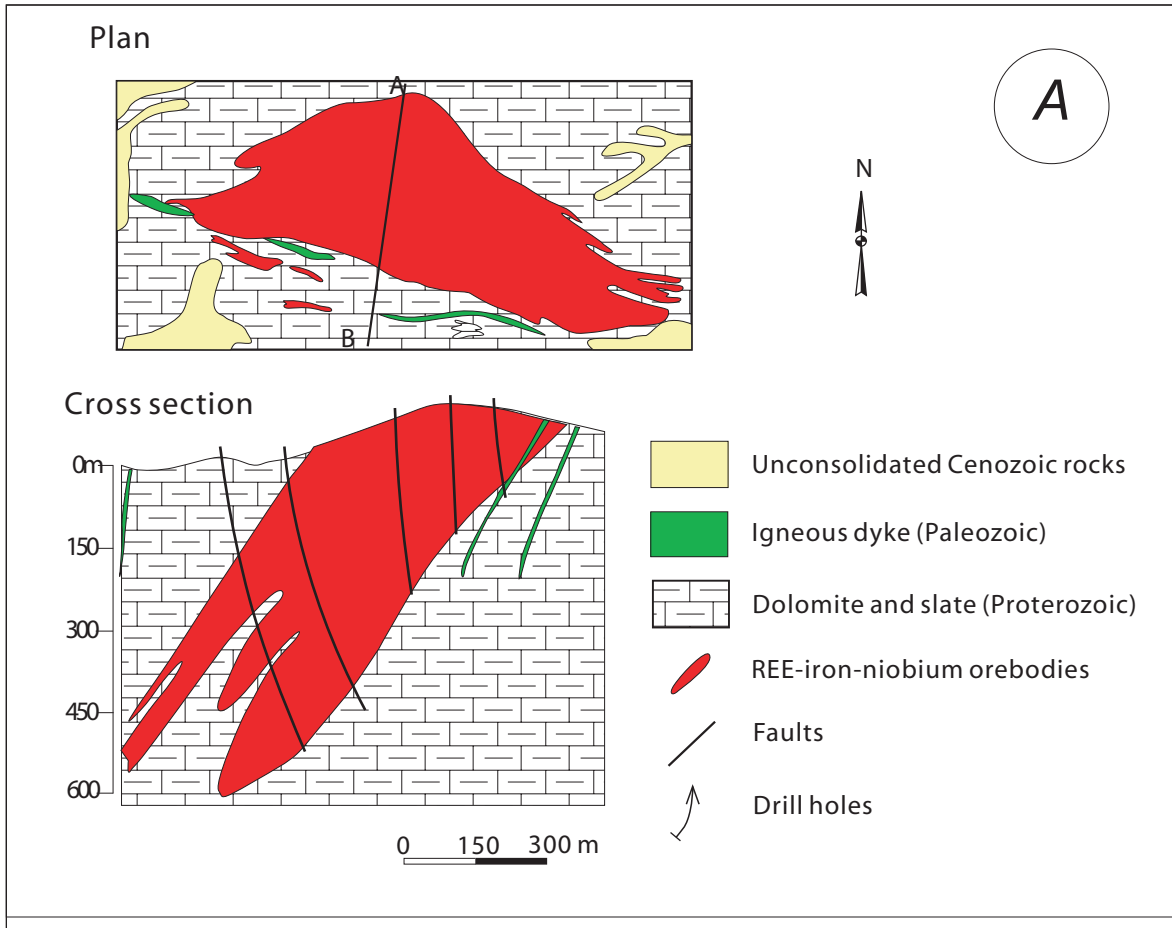 Plan
A
A
N
B
Cross section
0m
150
300
450
600
0 150 300 m
Unconsolidated Cenozoic rocks
Igneous dyke (Paleozoic)
Dolomite and slate (Proterozoic)
REE-iron-niobium orebodies
Faults
Drill holes